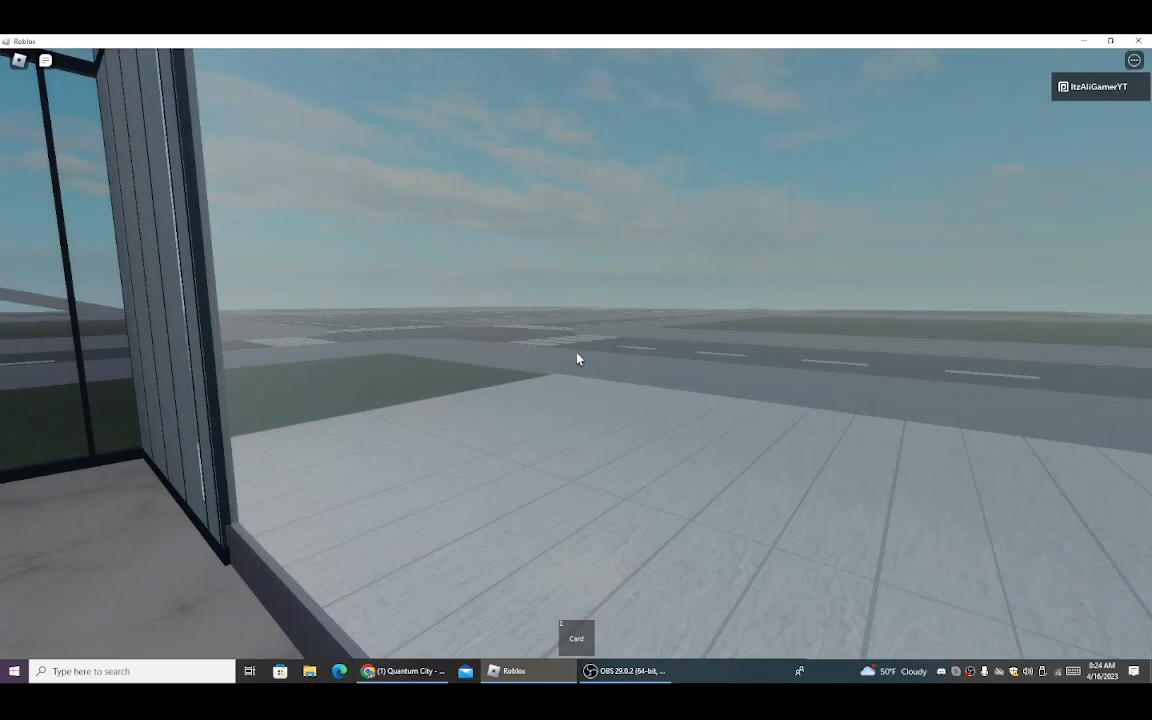 Roblox
ItzAliGamerYT
1
Card
Type here to search
(1) Quantum City - ...
Roblox
OBS 29.0.2 (64-bit, ...
50°F Cloudy
8:24 AM
4/16/2023